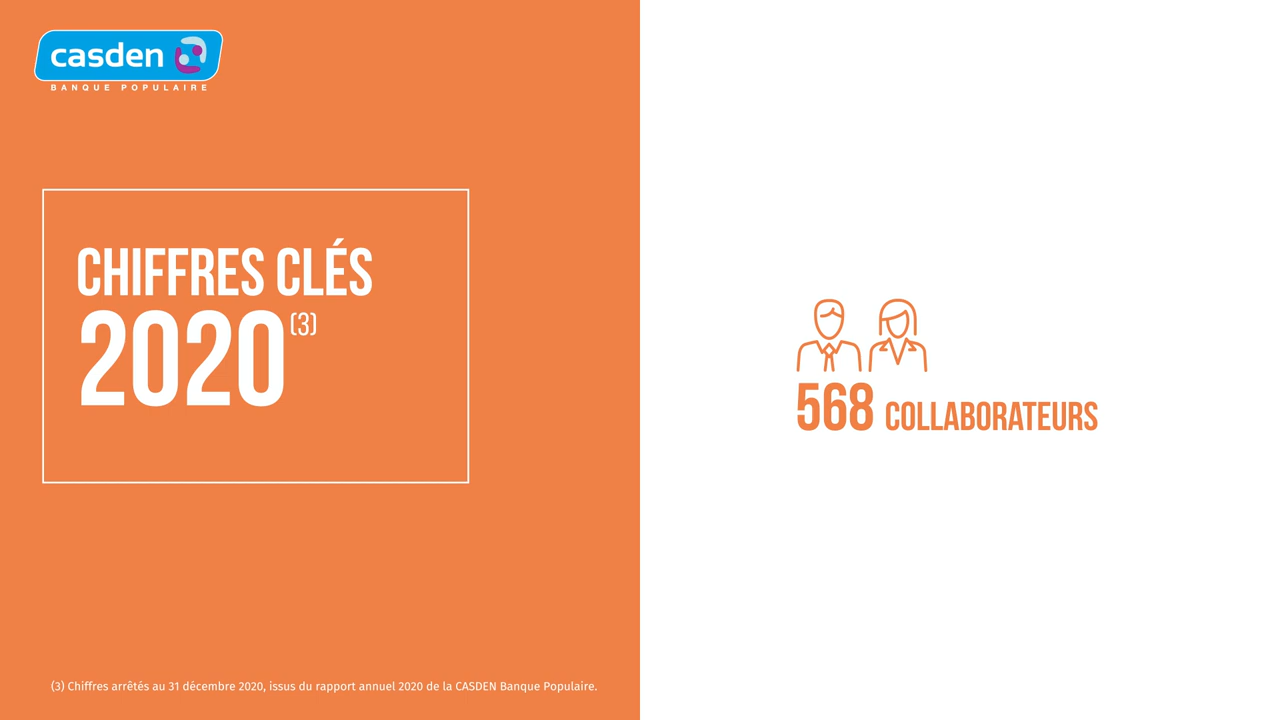 casden
BANQUE POPULAIRE
CHIFFRES CLÉS
2020(3)
568 COLLABORATEURS
(3) Chiffres arrêtés au 31 décembre 2020, issus du rapport annuel 2020 de la CASDEN Banque Populaire.